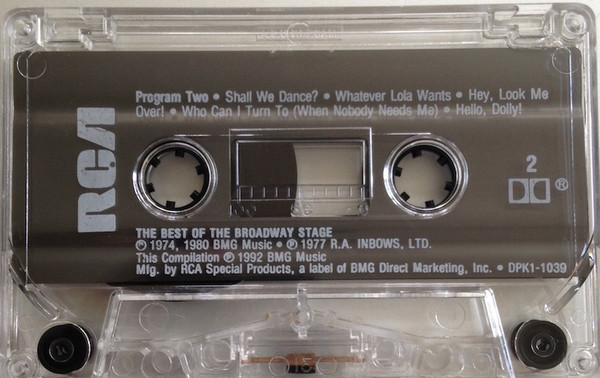 Program Two • Shall We Dance? • Whatever Lola Wants • Hey, Look Me
Over! • Who Can I Turn To (When Nobody Needs Me) • Hello, Dolly!
RCA
2
®
THE BEST OF THE BROADWAY STAGE
℗ 1974, 1980 BMG Music • ℗ 1977 R.A. INBOWS, LTD.
This Compilation ℗ 1992 BMG Music
Mfg. by RCA Special Products, a label of BMG Direct Marketing, Inc. • DPK1-1039